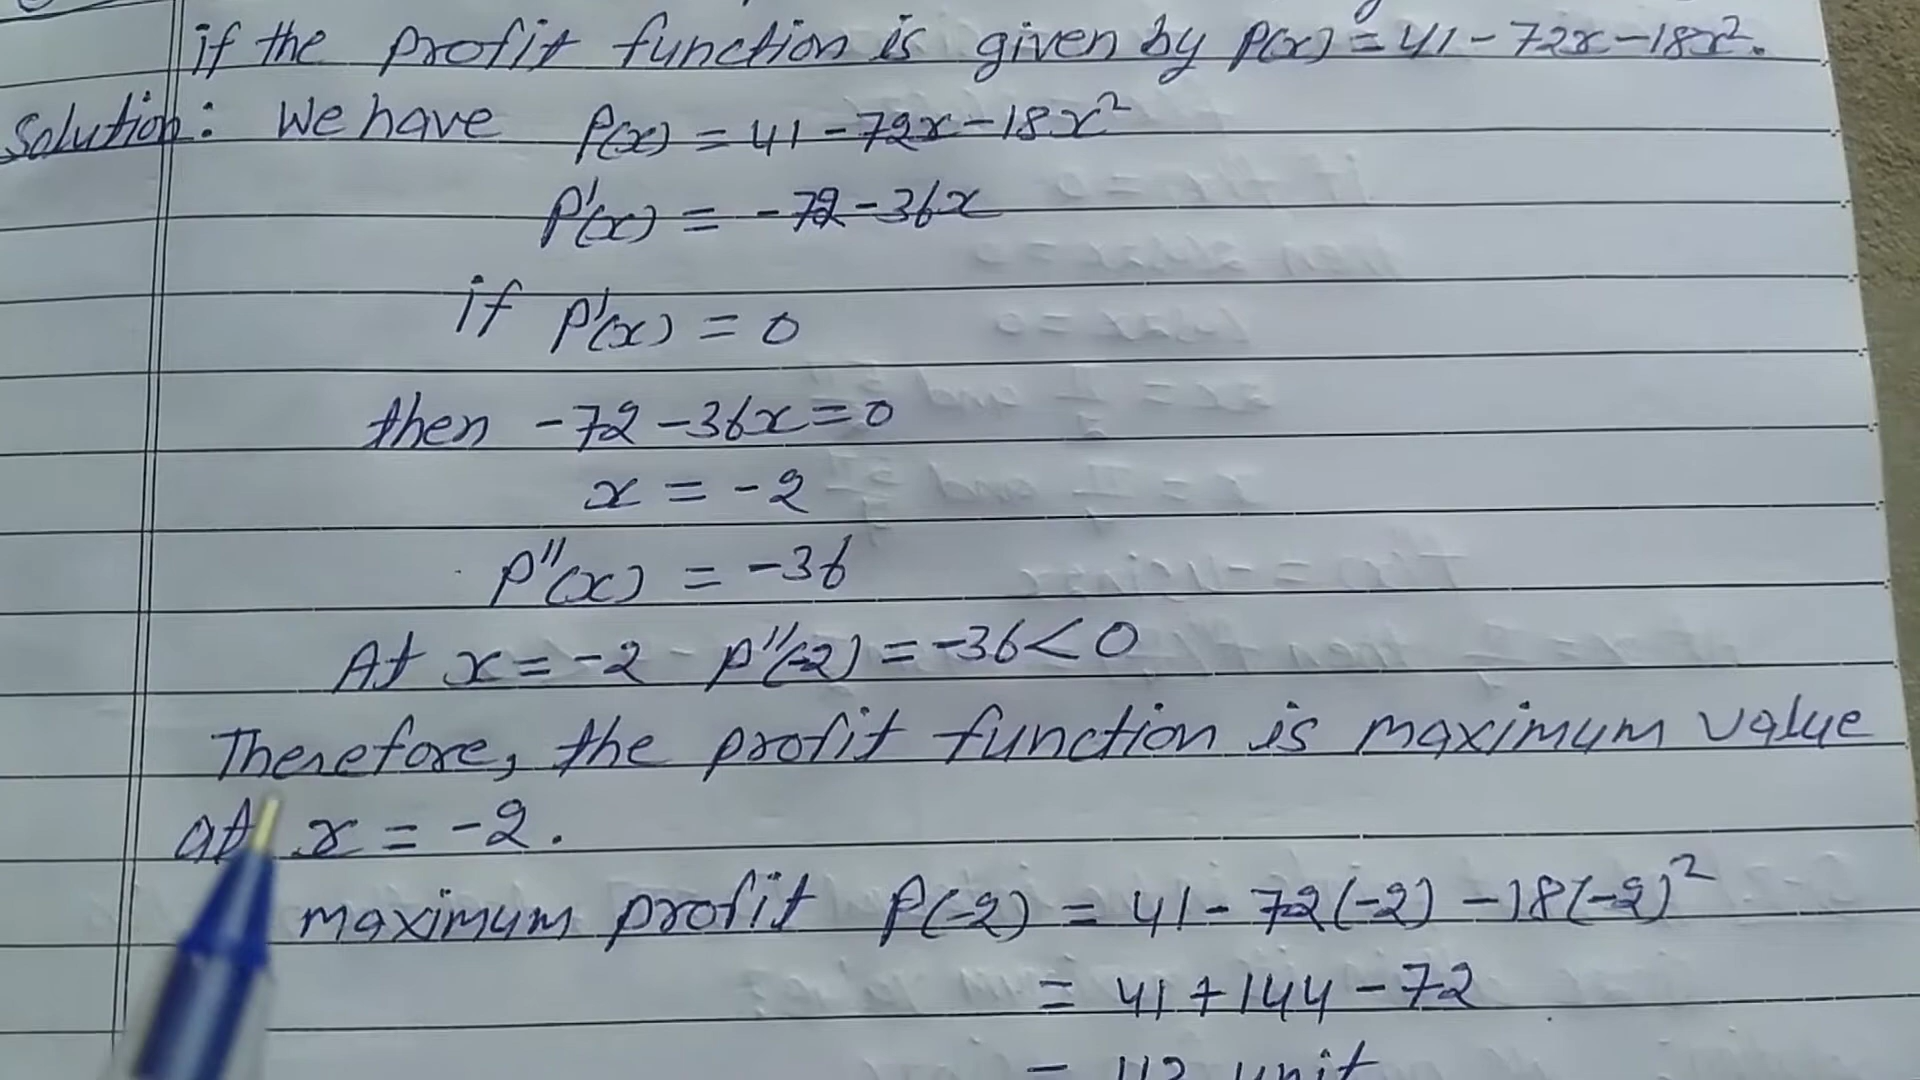 if the profit function is given by P(x) = 41 - 72x - 18x².
Solution: We have P(x) = 41 - 72x - 18x²
P'(x) = -72 - 36x
if P'(x) = 0
then -72 - 36x = 0
x = -2
P''(x) = -36
At x = -2 P''(-2) = -36 < 0
Therefore, the profit function is maximum value
at x = -2.
maximum profit P(-2) = 41 - 72(-2) - 18(-2)²
= 41 + 144 - 72
= 113 unit